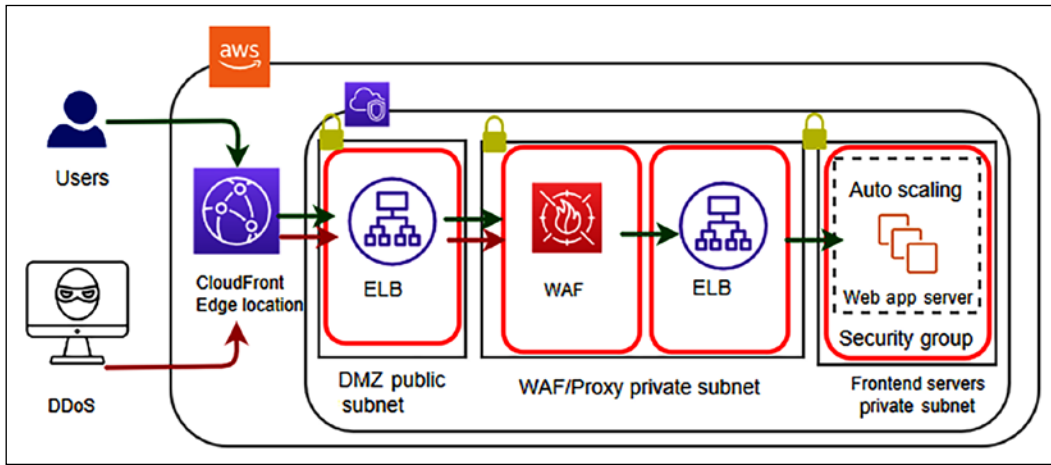 aws
Users
CloudFront
Edge location
DDoS
ELB
DMZ public
subnet
WAF
ELB
WAF/Proxy private subnet
Auto scaling
Web app server
Security group
Frontend servers
private subnet